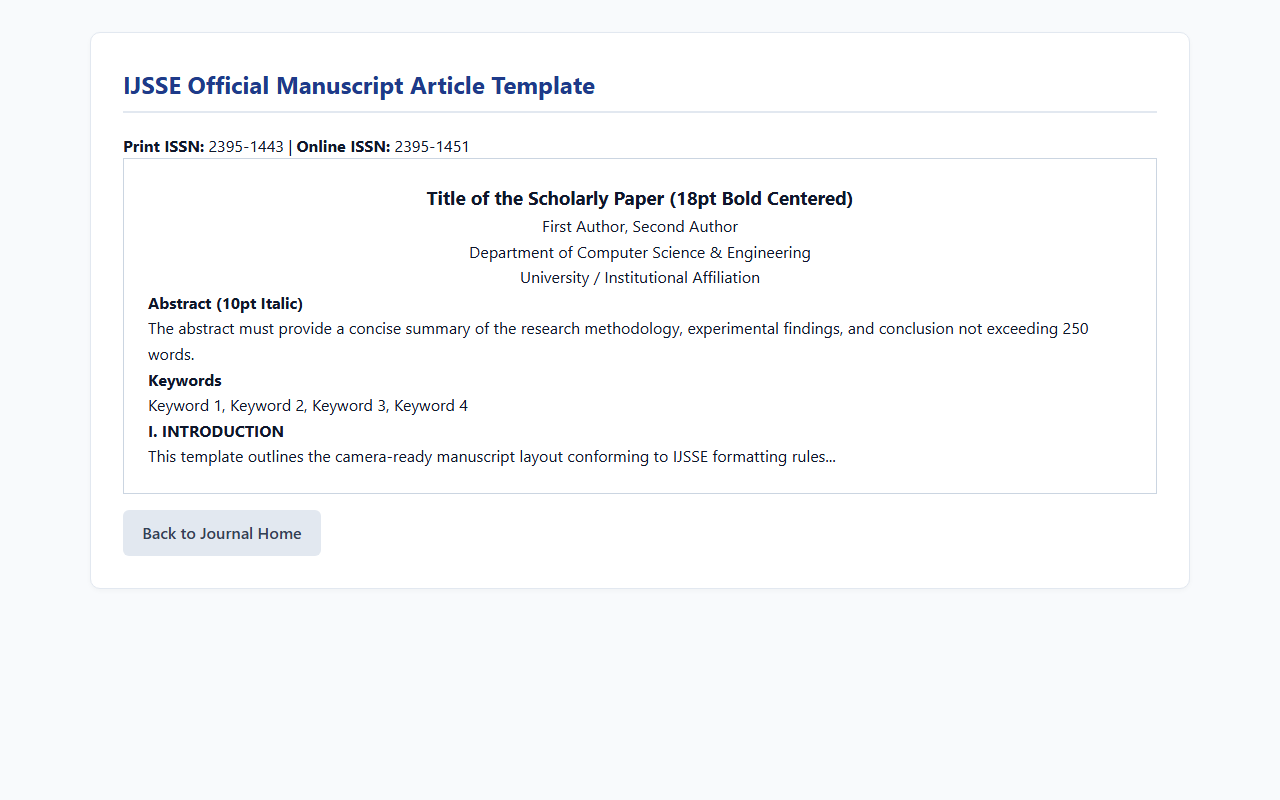 IJSSE Official Manuscript Article Template
Print ISSN: 2395-1443 | Online ISSN: 2395-1451
Title of the Scholarly Paper (18pt Bold Centered)
First Author, Second Author
Department of Computer Science & Engineering
University / Institutional Affiliation
Abstract (10pt Italic)
The abstract must provide a concise summary of the research methodology, experimental findings, and conclusion not exceeding 250
words.
Keywords
Keyword 1, Keyword 2, Keyword 3, Keyword 4
I. INTRODUCTION
This template outlines the camera-ready manuscript layout conforming to IJSSE formatting rules...
Back to Journal Home